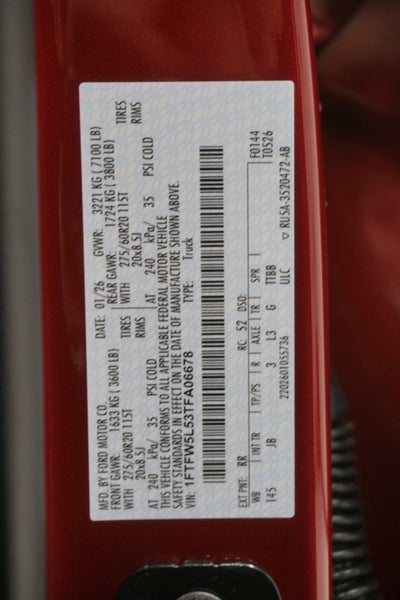 MFD. BY FORD MOTOR CO. DATE: 01/26 GVWR: 3221 KG ( 7100 LB)
FRONT GAWR: 1633 KG ( 3600 LB) REAR GAWR: 1724 KG ( 3800 LB)
WITH 275/60R20 115T TIRES WITH 275/60R20 115T TIRES
20x8.5J RIMS 20x8.5J RIMS
AT 240 kPa/ 35 PSI COLD AT 240 kPa/ 35 PSI COLD
THIS VEHICLE CONFORMS TO ALL APPLICABLE FEDERAL MOTOR VEHICLE
SAFETY STANDARDS IN EFFECT ON THE DATE OF MANUFACTURE SHOWN ABOVE.
VIN: 1FTFW5L53TFA06678
TYPE: Truck
EXT PNT: RR RC: 52 DSO: F0144
WB INT TR TP/PS R AXLE TR SPR T0526
145 JB 3 L3 G TTBB
ULC
2202601055736 RU5A-3520472-AB